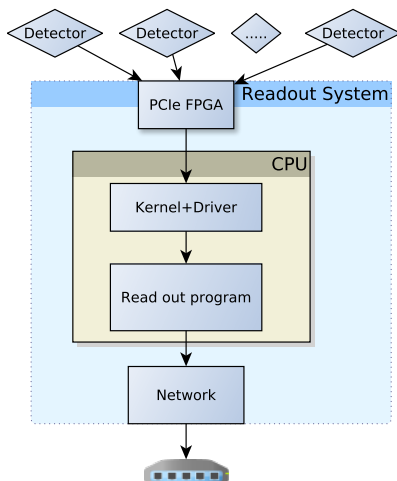 Detector
Detector
.....
Detector
Readout System
PCIe FPGA
CPU
Kernel+Driver
Read out program
Network